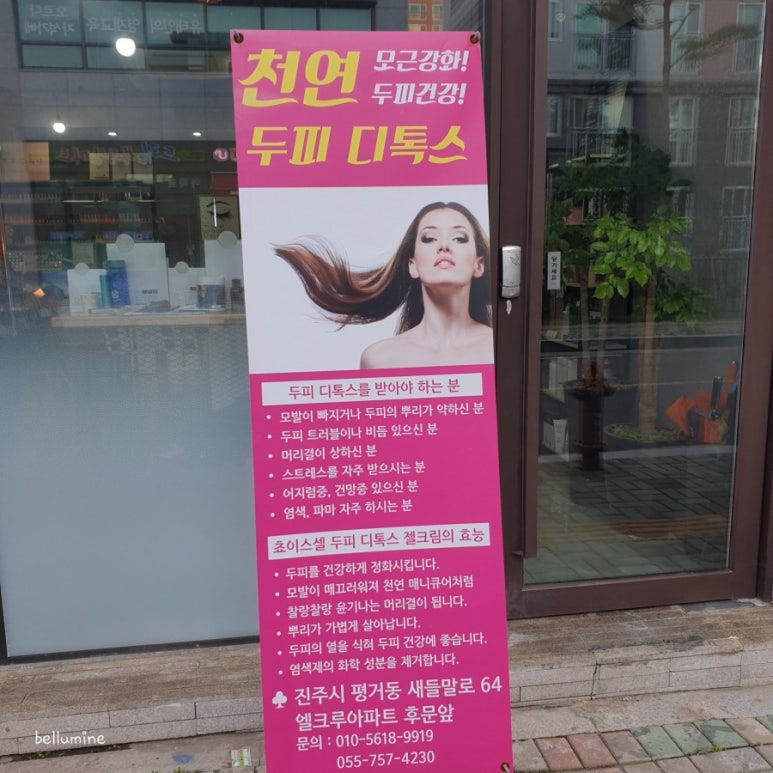 천연 모근강화!
두피건강!
두피 디톡스
두피 디톡스를 받아야 하는 분
• 모발이 빠지거나 두피의 뿌리가 약하신 분
• 두피 트러블이나 비듬 있으신 분
• 머리결이 상하신 분
• 스트레스를 자주 받으시는 분
• 어지럼증, 건망증 있으신 분
• 염색, 파마 자주 하시는 분
쵸이스셀 두피 디톡스 젤크림의 효능
• 두피를 건강하게 정화시킵니다.
• 모발이 매끄러워져 천연 매니큐어처럼
• 찰랑찰랑 윤기나는 머리결이 됩니다.
• 뿌리가 가볍게 살아납니다.
• 두피의 열을 식혀 두피 건강에 좋습니다.
• 염색제의 화학 성분을 제거합니다.
♣ 진주시 평거동 새들말로 64
엘크루아파트 후문앞
문의 : 010-5618-9919
055-757-4230
당기세요
bellumine